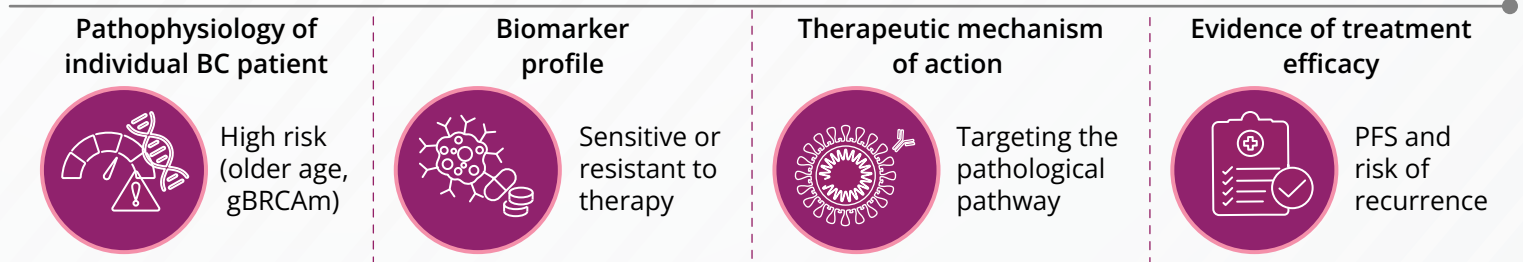 Pathophysiology of
individual BC patient
High risk
(older age,
gBRCAm)
Biomarker
profile
Sensitive or
resistant to
therapy
Therapeutic mechanism
of action
Targeting the
pathological
pathway
Evidence of treatment
efficacy
PFS and
risk of
recurrence